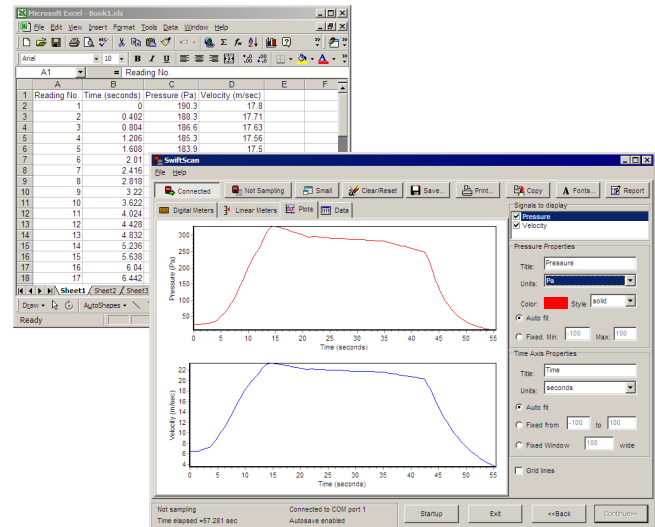 Microsoft Excel - Book1.xls
File Edit View Insert Format Tools Data Window Help
Arial 10 B I U
A1 = Reading No.
A B C D E F
1 Reading No. Time (seconds) Pressure (Pa) Velocity (m/sec)
2 1 0 190.3 17.8
3 2 0.402 188.3 17.71
4 3 0.804 186.6 17.63
5 4 1.206 185.3 17.56
6 5 1.608 183.9 17.5
7 6 2.01
8 7 2.416
9 8 2.818
10 9 3.22
11 10 3.622
12 11 4.024
13 12 4.428
14 13 4.832
15 14 5.236
16 15 5.638
17 16 6.04
18 17 6.442
Sheet1 Sheet2 Sheet3
Draw AutoShapes
Ready
SwiftScan
File Help
Connected Not Sampling Small Clear/Reset Save... Print... Copy Fonts... Report
Digital Meters Linear Meters Plots Data
Signals to display
Pressure
Velocity
Pressure Properties
Title: Pressure
Units: Pa
Color: Style solid
Auto fit
Fixed. Min: -100 Max: 100
Time Axis Properties
Title: Time
Units: seconds
Auto fit
Fixed from -100 to 100
Fixed Window 100 wide
Grid lines
Pressure (Pa)
300
250
200
150
100
50
0 5 10 15 20 25 30 35 40 45 50 55
Time (seconds)
Velocity (m/sec)
22
20
18
16
14
12
10
8
6
4
0 5 10 15 20 25 30 35 40 45 50 55
Time (seconds)
Not sampling Connected to COM port 1
Time elapsed =57.281 sec Autosave enabled
Startup Exit <<Back Continue>>